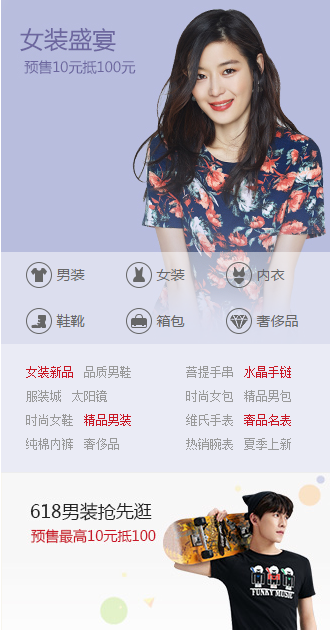 女装盛宴
预售10元抵100元
男装 女装 内衣
鞋靴 箱包 奢侈品
女装新品 品质男鞋 菩提手串 水晶手链
服装城 太阳镜 时尚女包 精品男包
时尚女鞋 精品男装 维氏手表 奢品名表
纯棉内裤 奢侈品 热销腕表 夏季上新
618男装抢先逛
预售最高10元抵100
FUNKY MUSIC